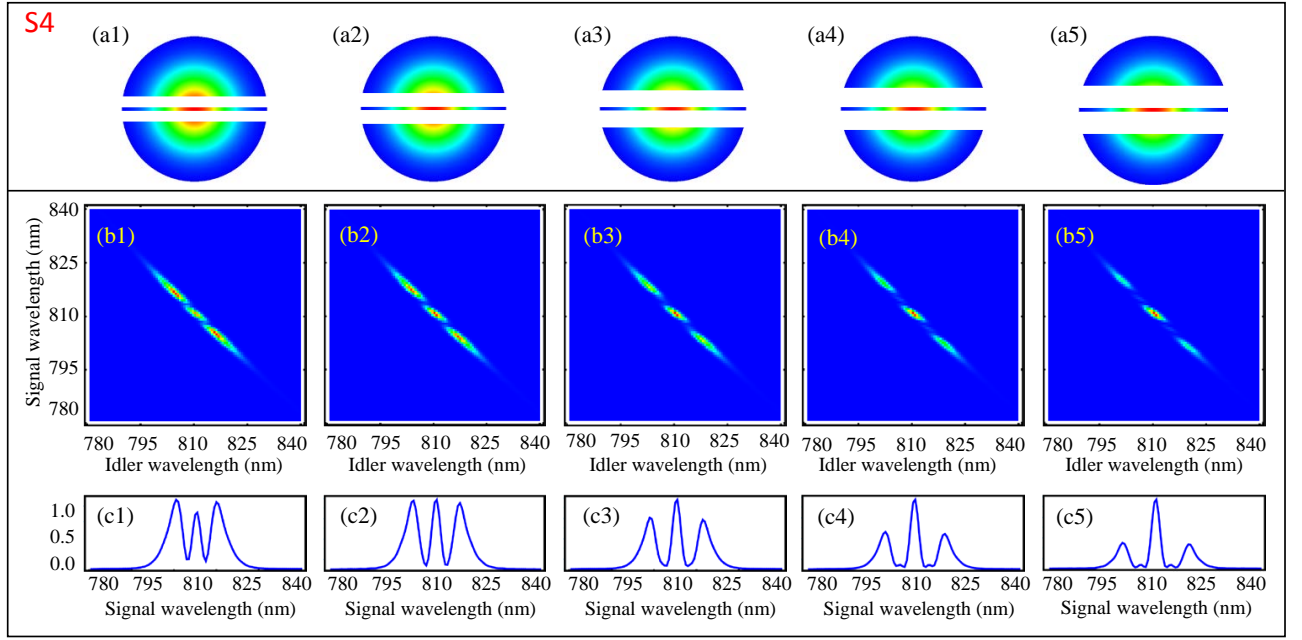 S4
(a1) (a2) (a3) (a4) (a5)
Signal wavelength (nm)
840
825
810
795
780
(b1) (b2) (b3) (b4) (b5)
780 795 810 825 840 780 795 810 825 840 780 795 810 825 840 780 795 810 825 840 780 795 810 825 840
Idler wavelength (nm) Idler wavelength (nm) Idler wavelength (nm) Idler wavelength (nm) Idler wavelength (nm)
1.0
0.5
0.0
(c1) (c2) (c3) (c4) (c5)
780 795 810 825 840 780 795 810 825 840 780 795 810 825 840 780 795 810 825 840 780 795 810 825 840
Signal wavelength (nm) Signal wavelength (nm) Signal wavelength (nm) Signal wavelength (nm) Signal wavelength (nm)